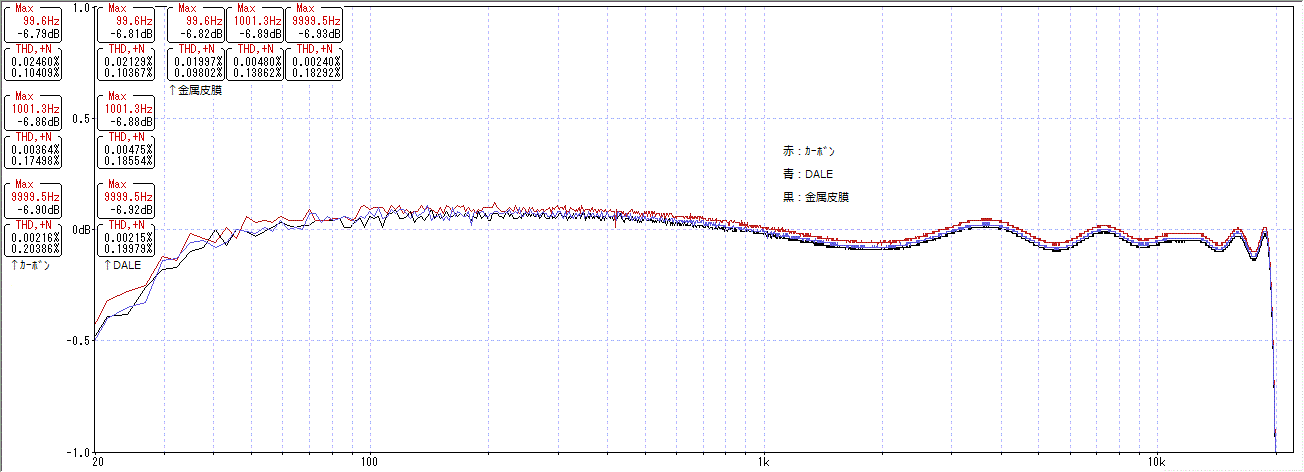 Max
99.6Hz
-6.79dB
THD,+N
0.02460%
0.10409%
Max
99.6Hz
-6.81dB
THD,+N
0.02129%
0.10367%
Max
99.6Hz
-6.82dB
THD,+N
0.01997%
0.09802%
↑金属皮膜
Max
1001.3Hz
-6.89dB
THD,+N
0.00480%
0.13862%
Max
9999.5Hz
-6.93dB
THD,+N
0.00240%
0.18292%
Max
1001.3Hz
-6.86dB
THD,+N
0.00364%
0.17498%
Max
1001.3Hz
-6.88dB
THD,+N
0.00475%
0.18554%
Max
9999.5Hz
-6.90dB
THD,+N
0.00216%
0.20386%
↑ｶｰﾎﾞﾝ
Max
9999.5Hz
-6.92dB
THD,+N
0.00215%
0.19979%
↑DALE
赤：ｶｰﾎﾞﾝ
青：DALE
黒：金属皮膜
1.0
0.5
0dB
-0.5
-1.0
20
100
1k
10k